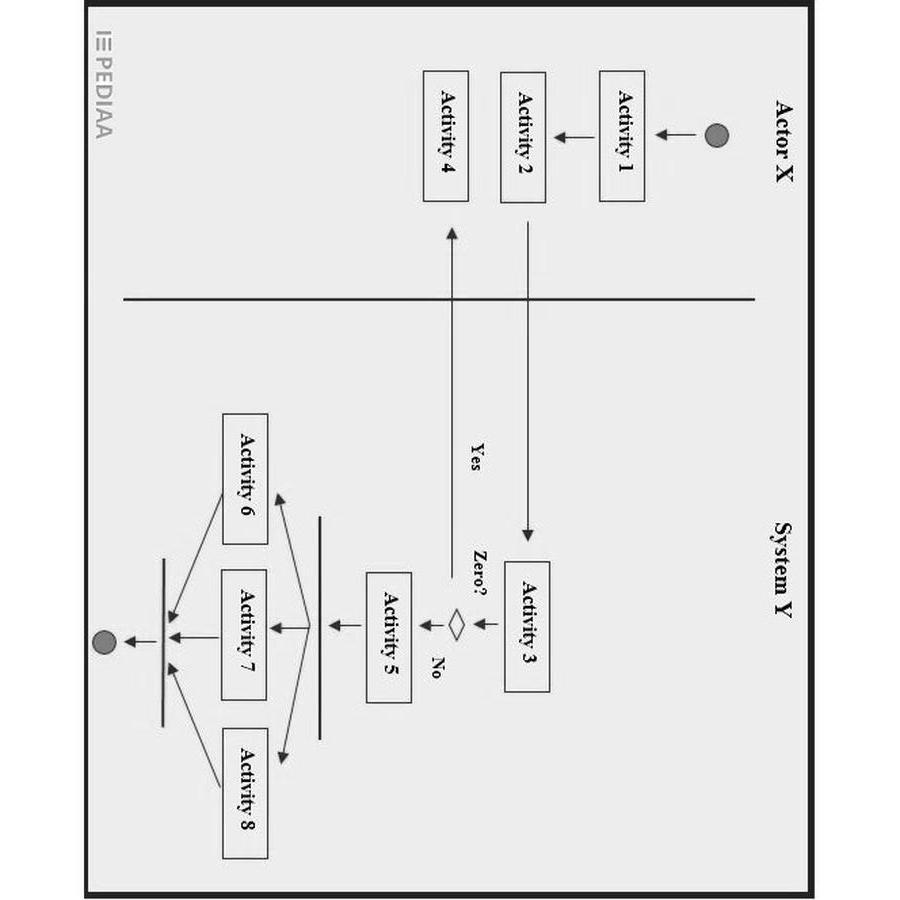 Actor X
System Y
Activity 1
Activity 2
Activity 3
Zero?
Yes
Activity 4
No
Activity 5
Activity 6
Activity 7
Activity 8
PEDIAA